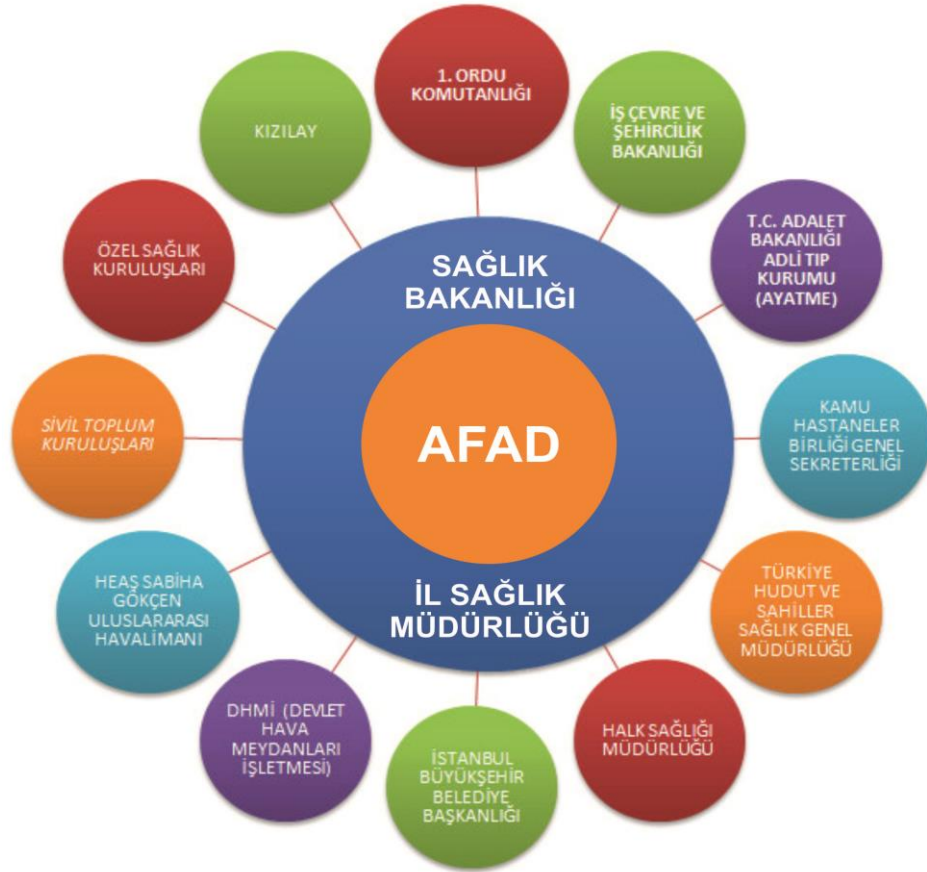 1. ORDU
KOMUTANLIĞI
İŞ ÇEVRE VE
ŞEHİRCİLİK
BAKANLIĞI
T.C. ADALET
BAKANLIĞI
ADLİ TIP
KURUMU
(AYATME)
KAMU
HASTANELER
BİRLİĞİ GENEL
SEKRETERLİĞİ
TÜRKİYE
HUDUT VE
SAHİLLER
SAĞLIK GENEL
MÜDÜRLÜĞÜ
HALK SAĞLIĞI
MÜDÜRLÜĞÜ
İSTANBUL
BÜYÜKŞEHİR
BELEDİYE
BAŞKANLIĞI
DHMİ (DEVLET
HAVA
MEYDANLARI
İŞLETMESİ)
HEAŞ SABİHA
GÖKÇEN
ULUSLARARASI
HAVALİMANI
SİVİL TOPLUM
KURULUŞLARI
ÖZEL SAĞLIK
KURULUŞLARI
KIZILAY
SAĞLIK
BAKANLIĞI
AFAD
İL SAĞLIK
MÜDÜRLÜĞÜ